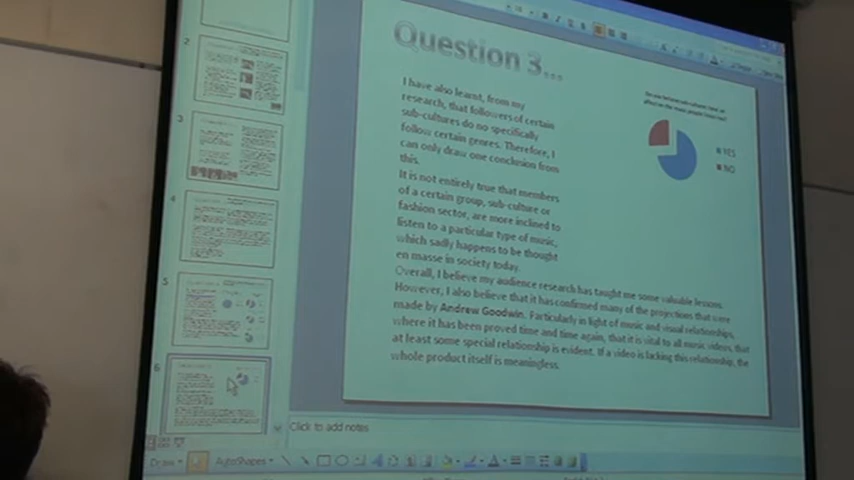 Question 3...
I have also learnt, from my
research, that followers of certain
sub-cultures do no specifically
follow certain genres. Therefore, I
can only draw one conclusion from
this.
It is not entirely true that members
of a certain group, sub-culture or
fashion sector, are more inclined to
listen to a particular type of music,
which sadly happens to be thought
en masse in society today.
Overall, I believe my audience research has taught me some valuable lessons.
However, I also believe that it has confirmed many of the projections that were
made by Andrew Goodwin. Particularly in light of music and visual relationships,
where it has been proved time and time again, that it is vital to all music videos, that
at least some special relationship is evident. If a video is lacking this relationship, the
whole product itself is meaningless.
YES
NO
2
3
4
5
6
Click to add notes
Draw
AutoShapes